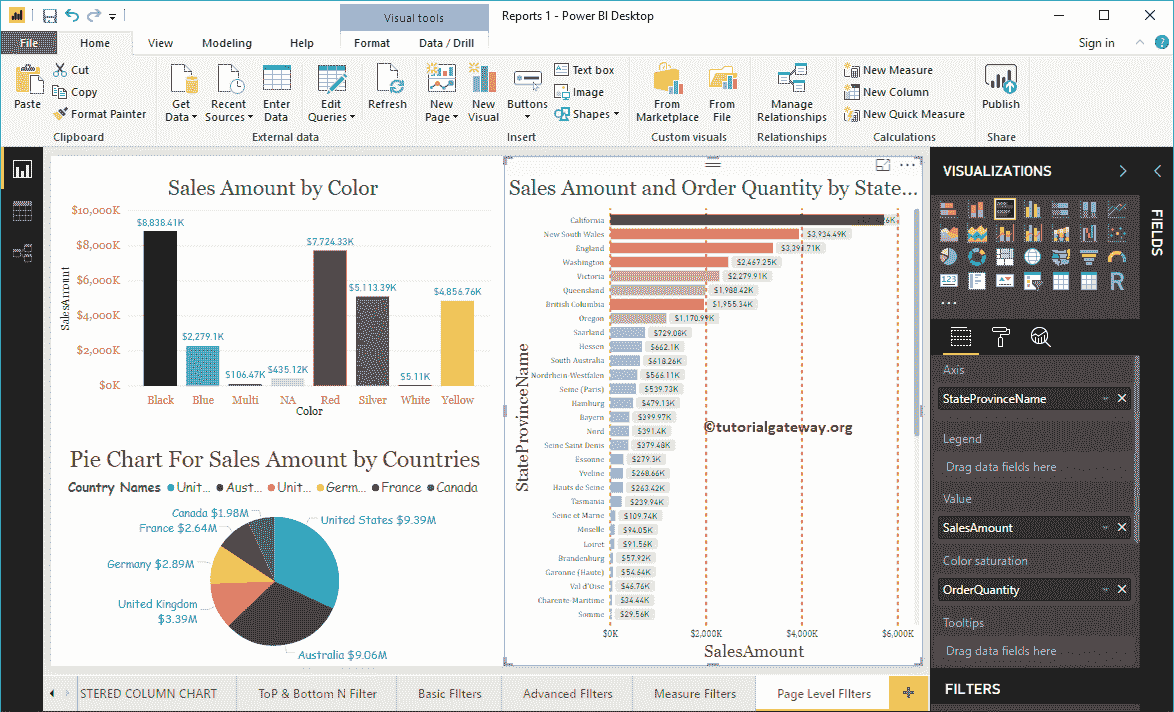 Visual tools
Reports 1 - Power BI Desktop
File
Home
View
Modeling
Help
Format
Data / Drill
Sign in
Paste
Cut
Copy
Format Painter
Clipboard
Get Data
Recent Sources
Enter Data
Edit Queries
Refresh
External data
New Page
New Visual
Buttons
Text box
Image
Shapes
Insert
From Marketplace
From File
Custom visuals
Manage Relationships
Relationships
New Measure
New Column
New Quick Measure
Calculations
Publish
Share
Sales Amount by Color
SalesAmount
$10,000K
$8,000K
$6,000K
$4,000K
$2,000K
$0K
$8,838.41K
$2,279.1K
$106.47K
$435.12K
$7,724.33K
$5,113.39K
$5.11K
$4,856.76K
Black
Blue
Multi
NA
Red
Silver
White
Yellow
Color
Pie Chart For Sales Amount by Countries
Country Names
Unit...
Aust...
Unit...
Germ...
France
Canada
Canada $1.98M
France $2.64M
Germany $2.89M
United Kingdom
$3.39M
United States $9.39M
Australia $9.06M
Sales Amount and Order Quantity by State...
StateProvinceName
California
New South Wales $3,934.49K
England
Washington $2,467.25K
Victoria $2,279.91K
Queensland $1,988.42K
British Columbia $1,955.34K
Oregon $1,170.99K
Saarland $729.08K
Hessen $662.1K
South Australia $618.26K
Nordrhein-Westfalen $566.11K
Seine (Paris) $539.73K
Hamburg $479.13K
Bayern $399.97K
Nord $391.4K
Seine Saint Denis $379.48K
Essonne $279.3K
Yveline $268.66K
Hauts de Seine $263.42K
Tasmania $239.94K
Seine et Marne $109.74K
Moselle $94.05K
Loiret $91.56K
Brandenburg $57.92K
Garonne (Haute) $54.64K
Val d'Oise $46.76K
Charente-Maritime $34.44K
Somme $29.56K
$0K
$2,000K
$4,000K
$6,000K
SalesAmount
©tutorialgateway.org
VISUALIZATIONS
FIELDS
123
R
Axis
StateProvinceName
Legend
Drag data fields here
Value
SalesAmount
Color saturation
OrderQuantity
Tooltips
Drag data fields here
FILTERS
STERED COLUMN CHART
ToP & Bottom N Filter
Basic FIlters
Advanced FIlters
Measure Filters
Page Level FIlters